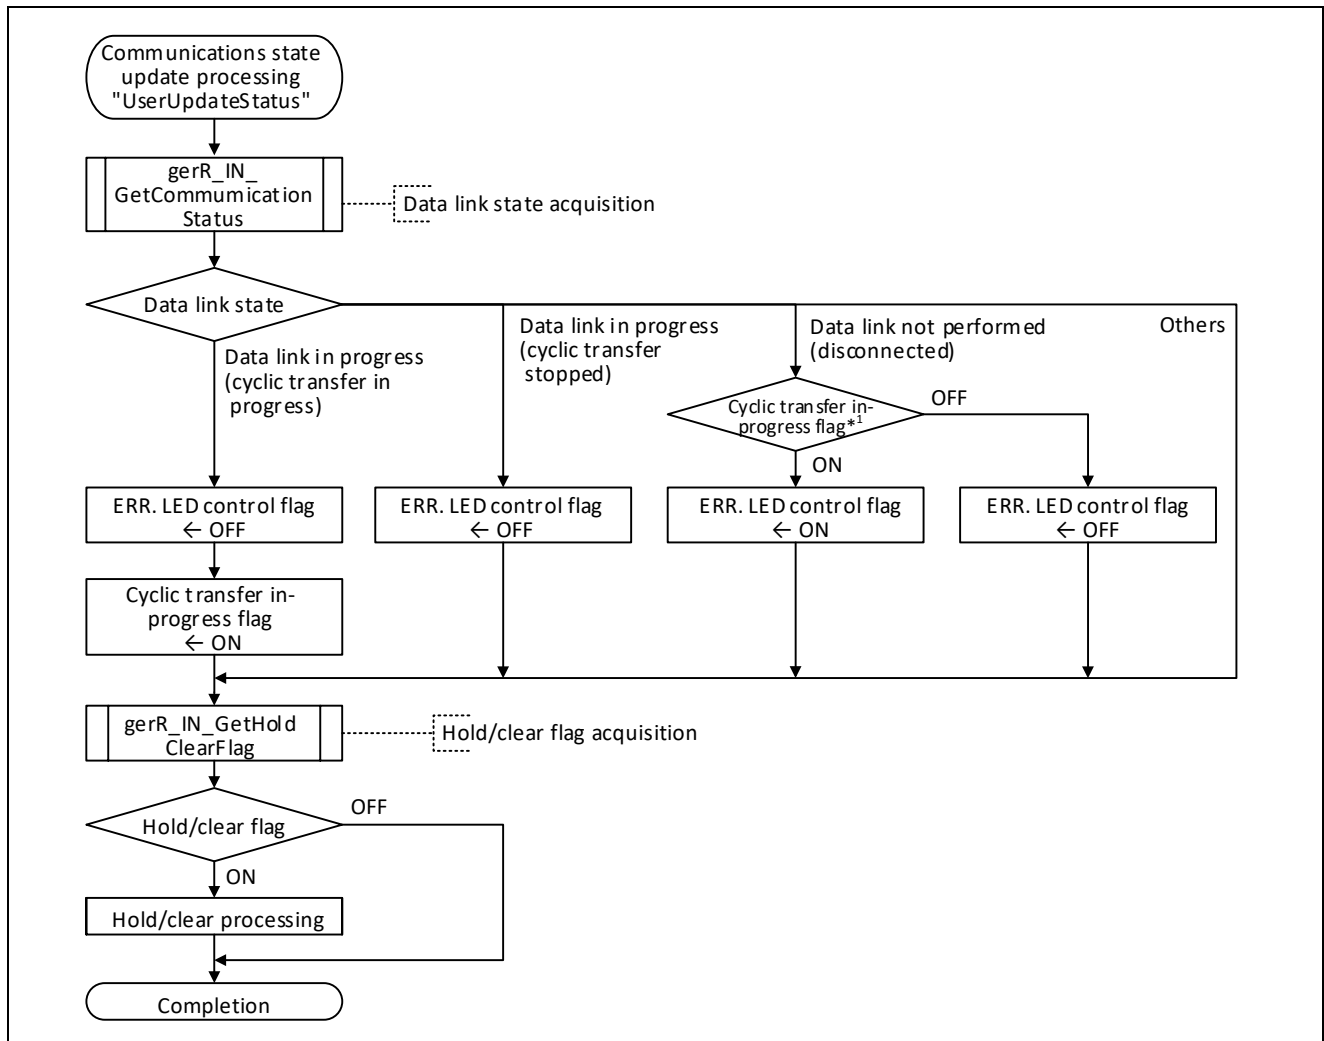 Communications state
update processing
"UserUpdateStatus"
gerR_IN_
GetCommumication
Status
Data link state acquisition
Data link state
Data link in progress
(cyclic transfer in
progress)
Data link in progress
(cyclic transfer
stopped)
Data link not performed
(disconnected)
Others
Cyclic transfer in-
progress flag*1
OFF
ON
ERR. LED control flag
← OFF
ERR. LED control flag
← OFF
ERR. LED control flag
← ON
ERR. LED control flag
← OFF
Cyclic transfer in-
progress flag
← ON
gerR_IN_GetHold
ClearFlag
Hold/clear flag acquisition
Hold/clear flag
OFF
ON
Hold/clear processing
Completion